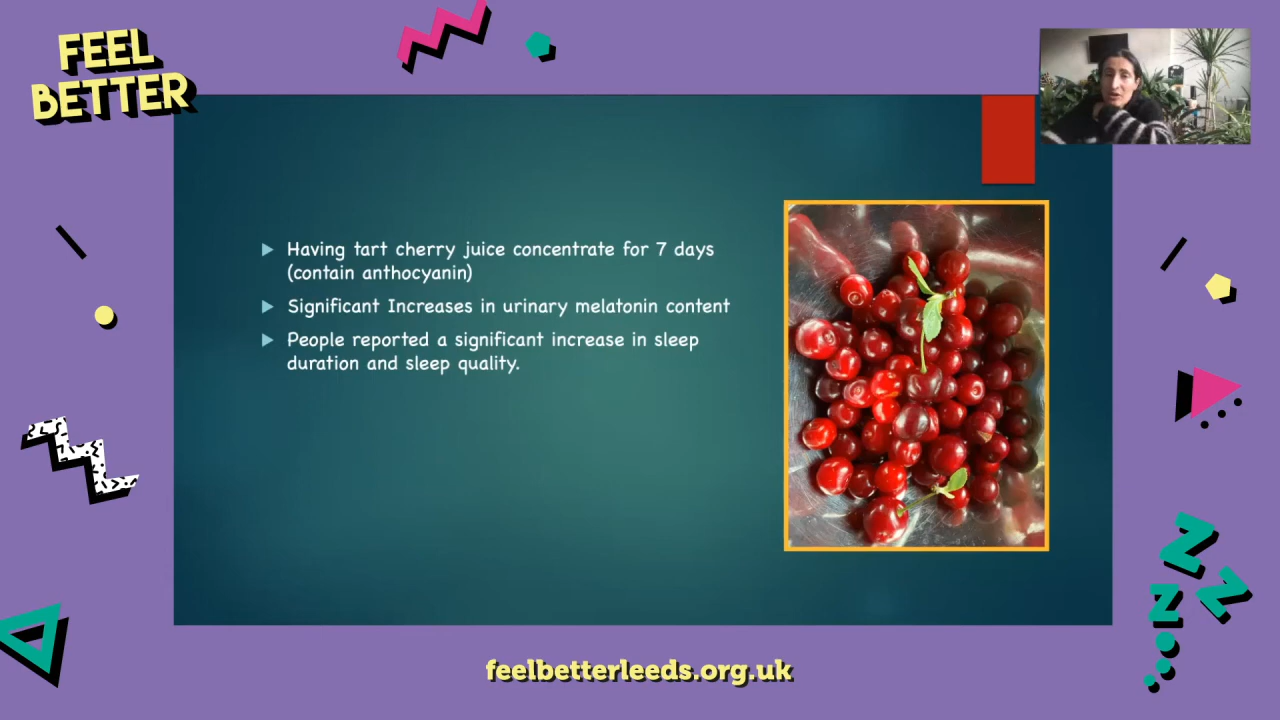 FEEL
BETTER
Having tart cherry juice concentrate for 7 days
(contain anthocyanin)
Significant Increases in urinary melatonin content
People reported a significant increase in sleep
duration and sleep quality.
Z
Z
Z
feelbetterleeds.org.uk